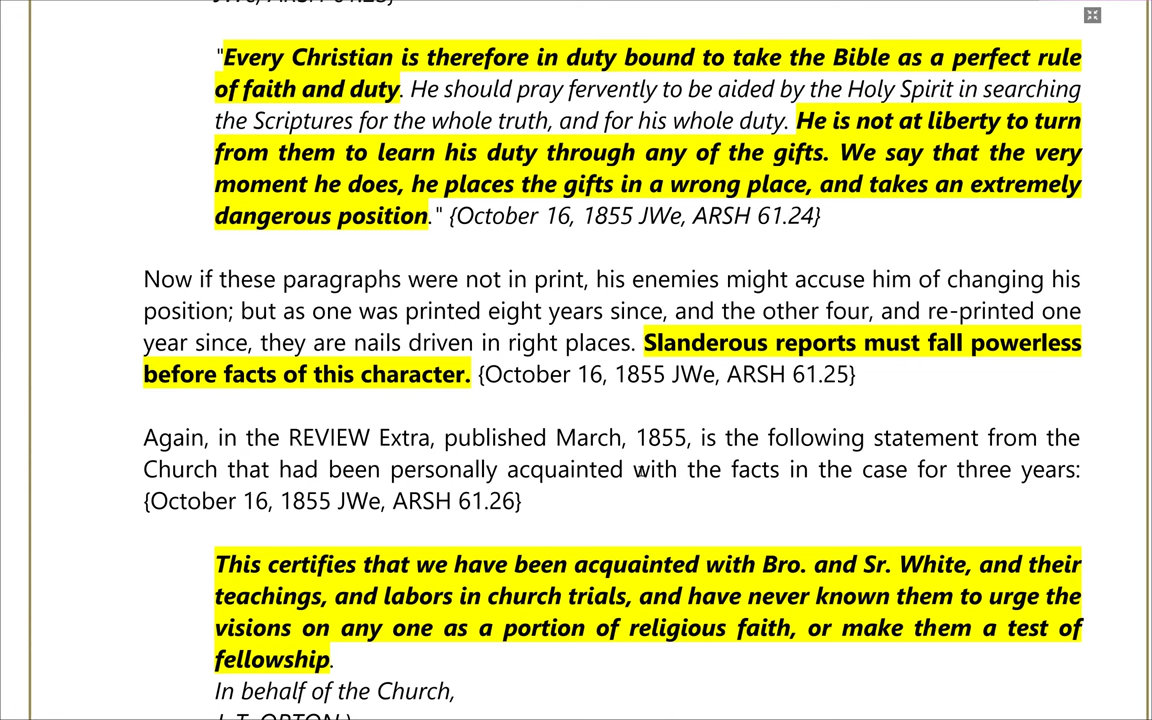 "Every Christian is therefore in duty bound to take the Bible as a perfect rule
of faith and duty. He should pray fervently to be aided by the Holy Spirit in searching
the Scriptures for the whole truth, and for his whole duty. He is not at liberty to turn
from them to learn his duty through any of the gifts. We say that the very
moment he does, he places the gifts in a wrong place, and takes an extremely
dangerous position." {October 16, 1855 JWe, ARSH 61.24}
Now if these paragraphs were not in print, his enemies might accuse him of changing his
position; but as one was printed eight years since, and the other four, and re-printed one
year since, they are nails driven in right places. Slanderous reports must fall powerless
before facts of this character. {October 16, 1855 JWe, ARSH 61.25}
Again, in the REVIEW Extra, published March, 1855, is the following statement from the
Church that had been personally acquainted with the facts in the case for three years:
{October 16, 1855 JWe, ARSH 61.26}
This certifies that we have been acquainted with Bro. and Sr. White, and their
teachings, and labors in church trials, and have never known them to urge the
visions on any one as a portion of religious faith, or make them a test of
fellowship.
In behalf of the Church,